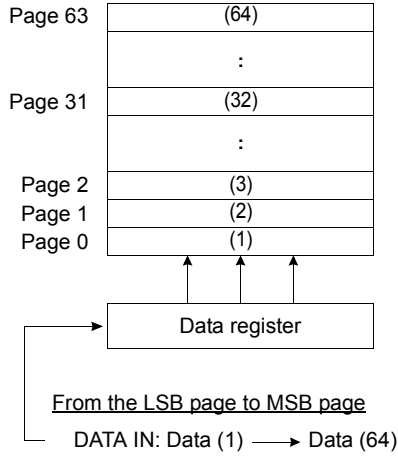 Page 63 (64)
:
Page 31 (32)
:
Page 2 (3)
Page 1 (2)
Page 0 (1)
Data register
From the LSB page to MSB page
DATA IN: Data (1) Data (64)